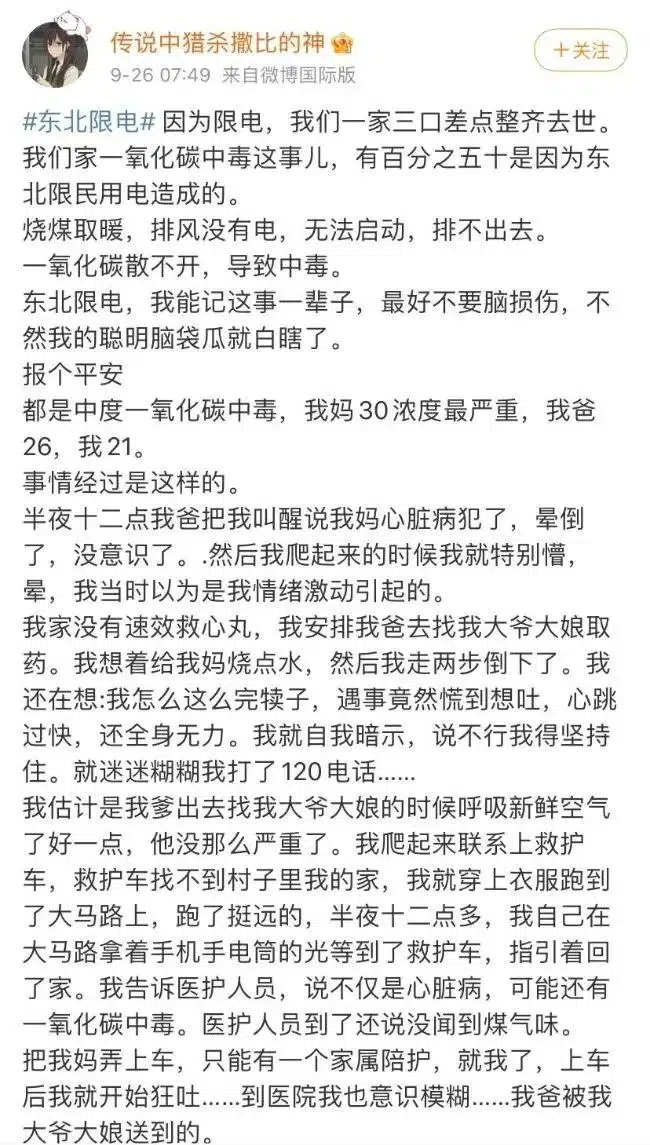 传说中猎杀撒比的神
+关注
9-26 07:49 来自微博国际版
#东北限电# 因为限电，我们一家三口差点整齐去世。
我们家一氧化碳中毒这事儿，有百分之五十是因为东
北限民用电造成的。
烧煤取暖，排风没有电，无法启动，排不出去。
一氧化碳散不开，导致中毒。
东北限电，我能记这事一辈子，最好不要脑损伤，不
然我的聪明脑袋瓜就白瞎了。
报个平安
都是中度一氧化碳中毒，我妈30浓度最严重，我爸
26，我21。
事情经过是这样的。
半夜十二点我爸把我叫醒说我妈心脏病犯了，晕倒
了，没意识了。.然后我爬起来的时候我就特别懵，
晕，我当时以为是我情绪激动引起的。
我家没有速效救心丸，我安排我爸去找我大爷大娘取
药。我想着给我妈烧点水，然后我走两步倒下了。我
还在想:我怎么这么完犊子，遇事竟然慌到想吐，心跳
过快，还全身无力。我就自我暗示，说不行我得坚持
住。就迷迷糊糊我打了120电话……
我估计是我爹出去找我大爷大娘的时候呼吸新鲜空气
了好一点，他没那么严重了。我爬起来联系上救护
车，救护车找不到村子里我的家，我就穿上衣服跑到
了大马路上，跑了挺远的，半夜十二点多，我自己在
大马路拿着手机手电筒的光等到了救护车，指引着回
了家。我告诉医护人员，说不仅是心脏病，可能还有
一氧化碳中毒。医护人员到了还说没闻到煤气味。
把我妈弄上车，只能有一个家属陪护，就我了，上车
后我就开始狂吐……到医院我也意识模糊……我爸被我
大爷大娘送到的。